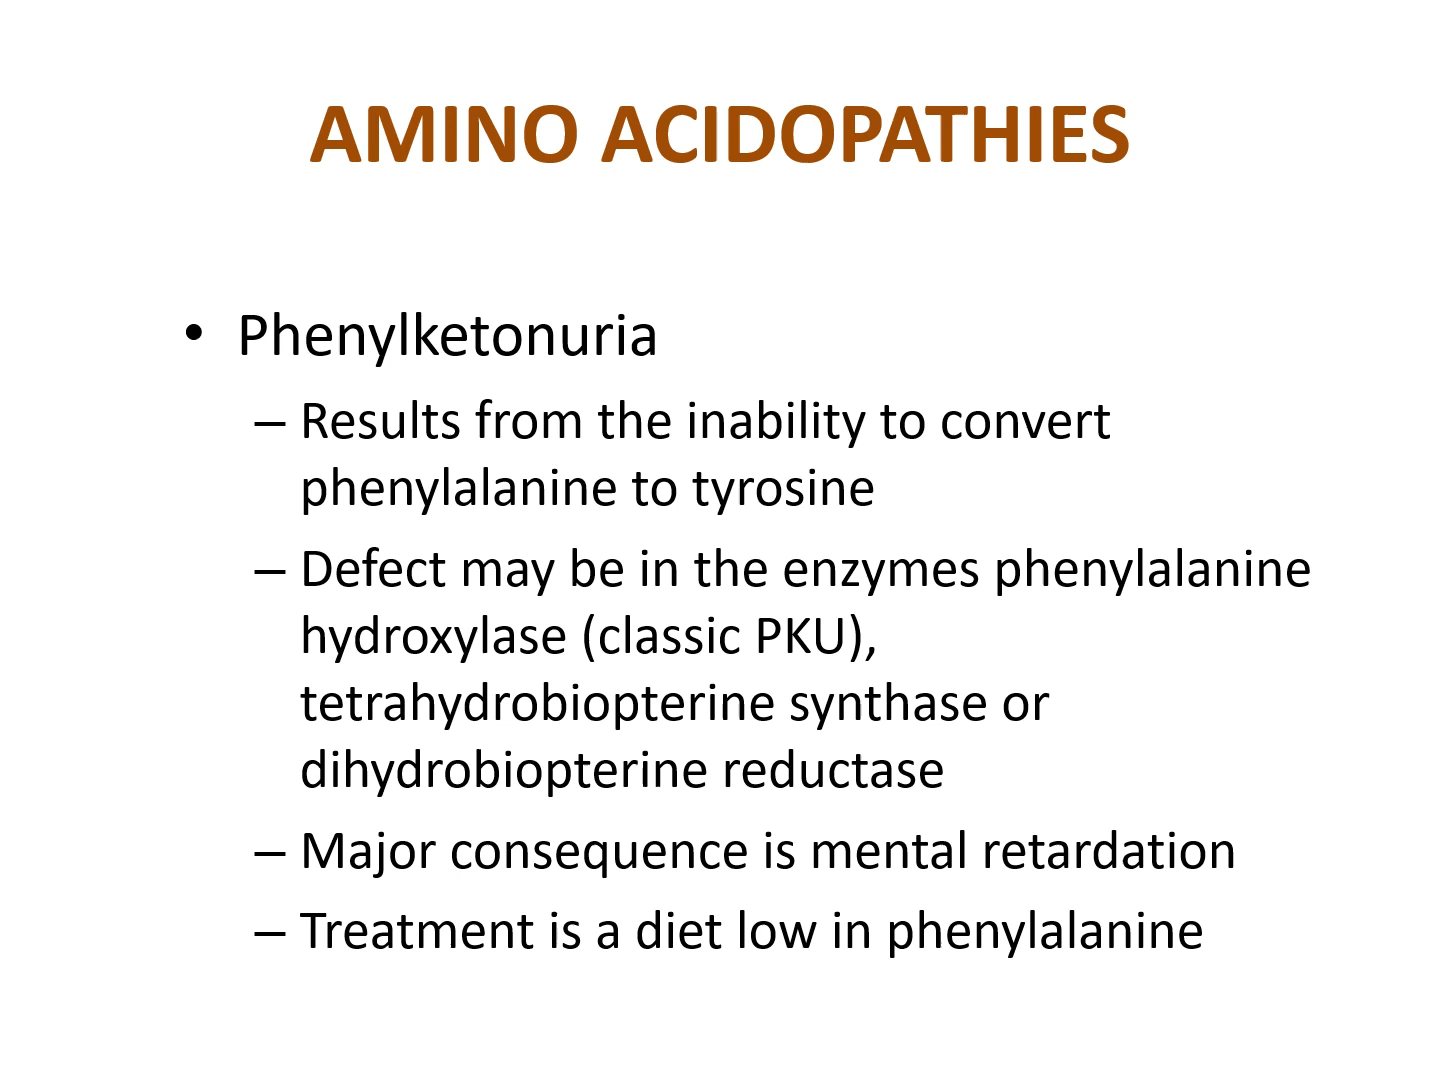 AMINO ACIDOPATHIES
• Phenylketonuria
– Results from the inability to convert
phenylalanine to tyrosine
– Defect may be in the enzymes phenylalanine
hydroxylase (classic PKU),
tetrahydrobiopterine synthase or
dihydrobiopterine reductase
– Major consequence is mental retardation
– Treatment is a diet low in phenylalanine